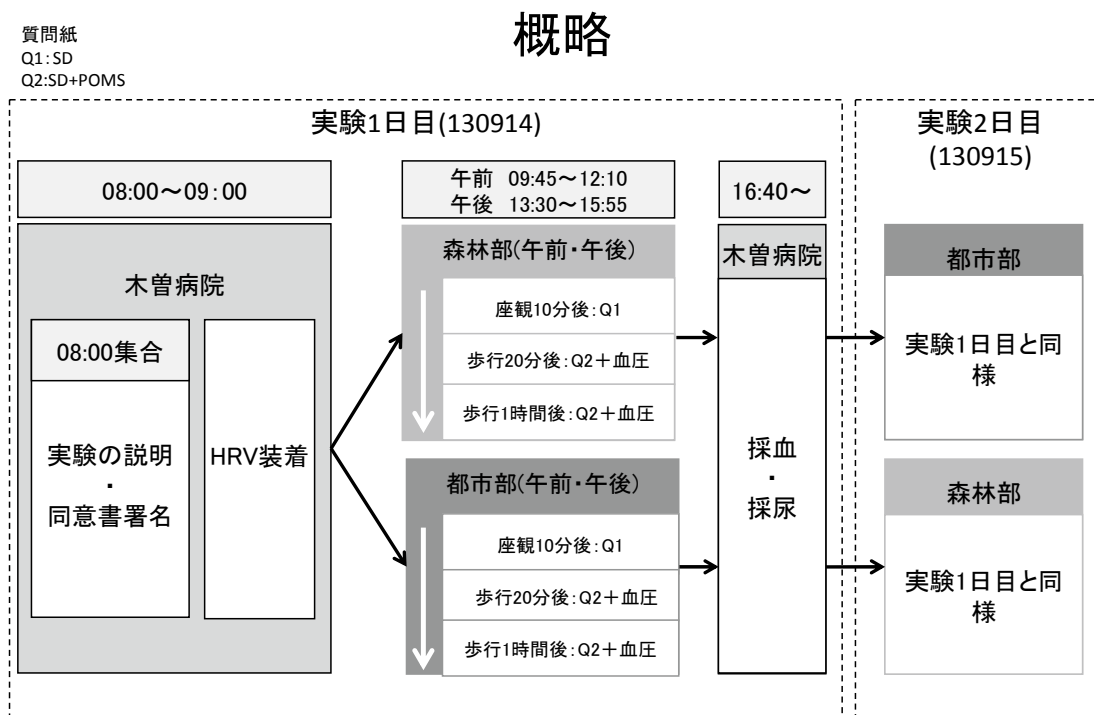 概略
質問紙
Q1:SD
Q2:SD+POMS
実験1日目(130914)
08:00～09:00
木曽病院
08:00集合
実験の説明
・
同意書署名
HRV装着
午前 09:45～12:10
午後 13:30～15:55
森林部(午前・午後)
座観10分後:Q1
歩行20分後:Q2＋血圧
歩行1時間後:Q2＋血圧
都市部(午前・午後)
座観10分後:Q1
歩行20分後:Q2＋血圧
歩行1時間後:Q2＋血圧
16:40～
木曽病院
採血
・
採尿
実験2日目
(130915)
都市部
実験1日目と同
様
森林部
実験1日目と同
様